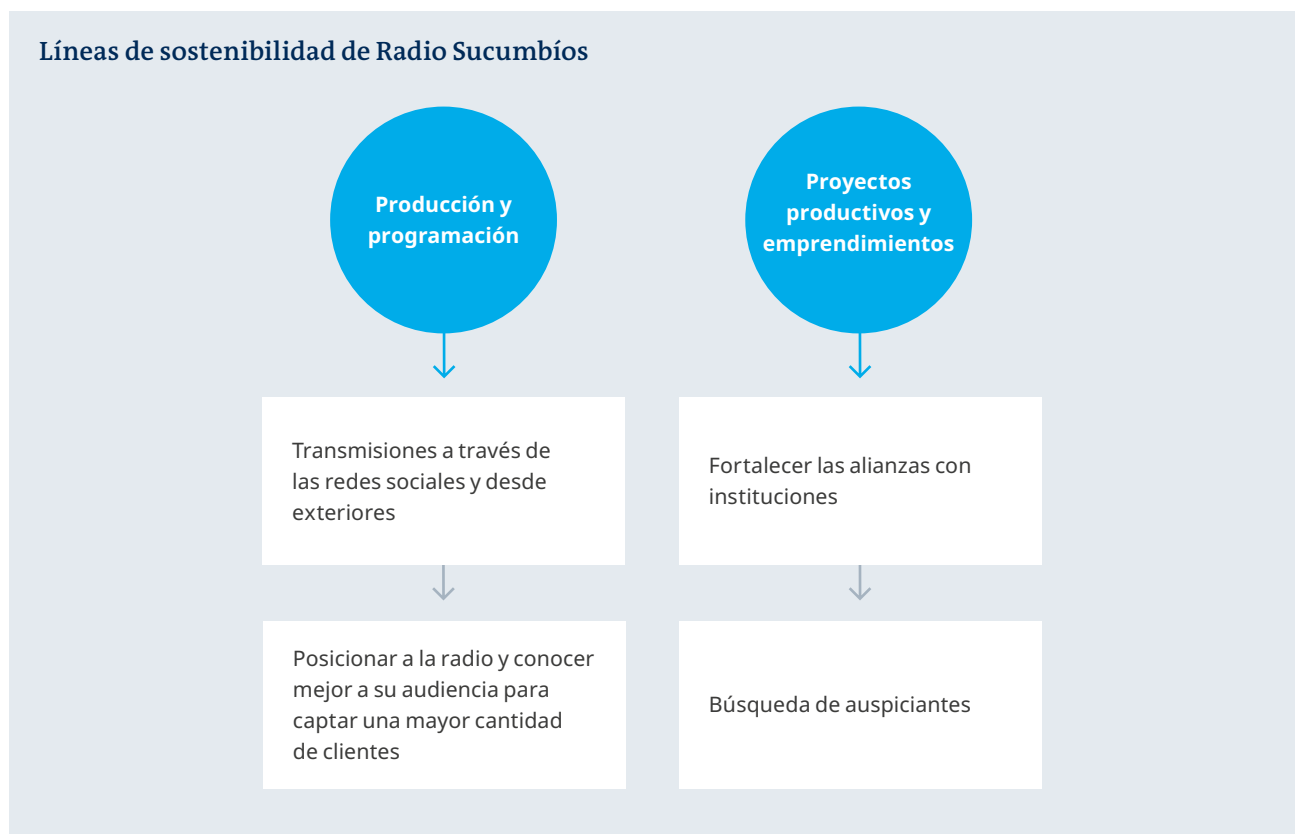 Líneas de sostenibilidad de Radio Sucumbíos
Producción y
programación
Transmisiones a través de
las redes sociales y desde
exteriores
Posicionar a la radio y conocer
mejor a su audiencia para
captar una mayor cantidad
de clientes
Proyectos
productivos y
emprendimientos
Fortalecer las alianzas con
instituciones
Búsqueda de auspiciantes